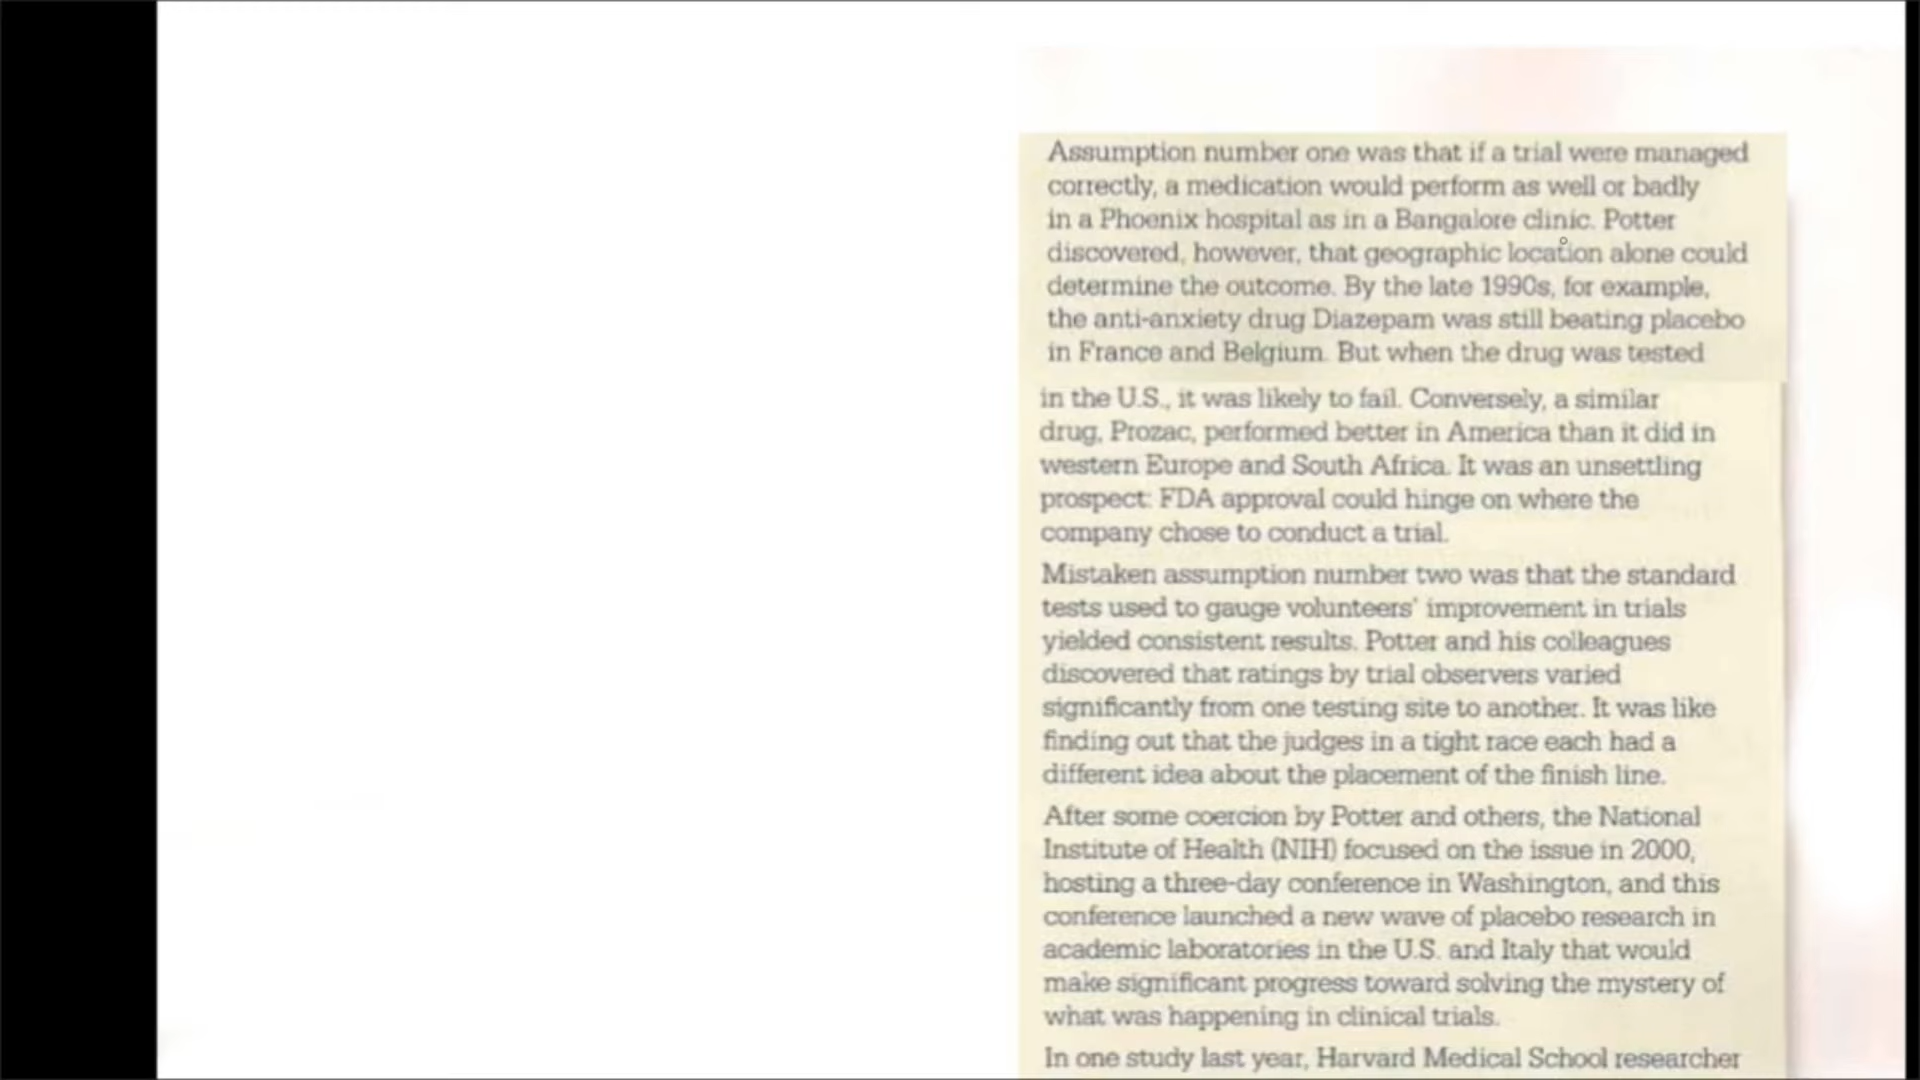 Assumption number one was that if a trial were managed
correctly, a medication would perform as well or badly
in a Phoenix hospital as in a Bangalore clinic. Potter
discovered, however, that geographic location alone could
determine the outcome. By the late 1990s, for example,
the anti-anxiety drug Diazepam was still beating placebo
in France and Belgium. But when the drug was tested
in the U.S., it was likely to fail. Conversely, a similar
drug, Prozac, performed better in America than it did in
western Europe and South Africa. It was an unsettling
prospect: FDA approval could hinge on where the
company chose to conduct a trial.
Mistaken assumption number two was that the standard
tests used to gauge volunteers' improvement in trials
yielded consistent results. Potter and his colleagues
discovered that ratings by trial observers varied
significantly from one testing site to another. It was like
finding out that the judges in a tight race each had a
different idea about the placement of the finish line.
After some coercion by Potter and others, the National
Institute of Health (NIH) focused on the issue in 2000,
hosting a three-day conference in Washington, and this
conference launched a new wave of placebo research in
academic laboratories in the U.S. and Italy that would
make significant progress toward solving the mystery of
what was happening in clinical trials.
In one study last year, Harvard Medical School researcher